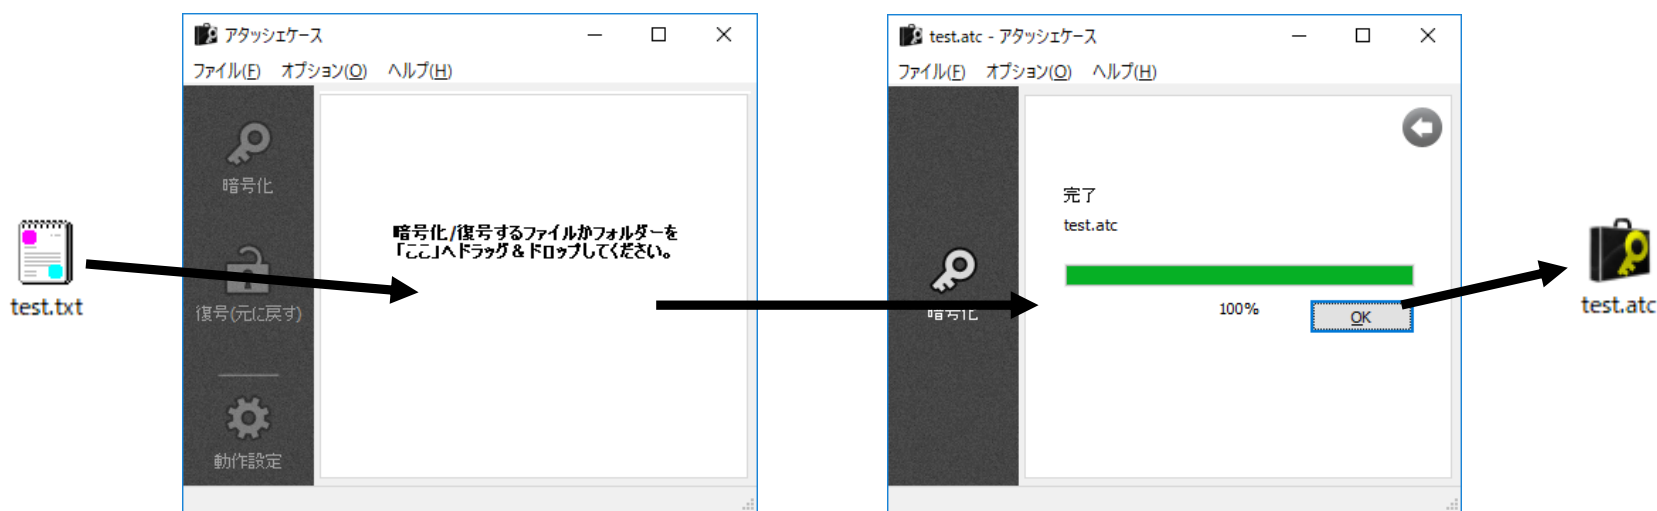 アタッシェケース
ファイル(F) オプション(O) ヘルプ(H)
暗号化
復号(元に戻す)
動作設定
暗号化/復号するファイルかフォルダーを
「ここ」へドラッグ&ドロップしてください。
test.txt
test.atc - アタッシェケース
ファイル(F) オプション(O) ヘルプ(H)
暗号化
完了
test.atc
100%
OK
test.atc